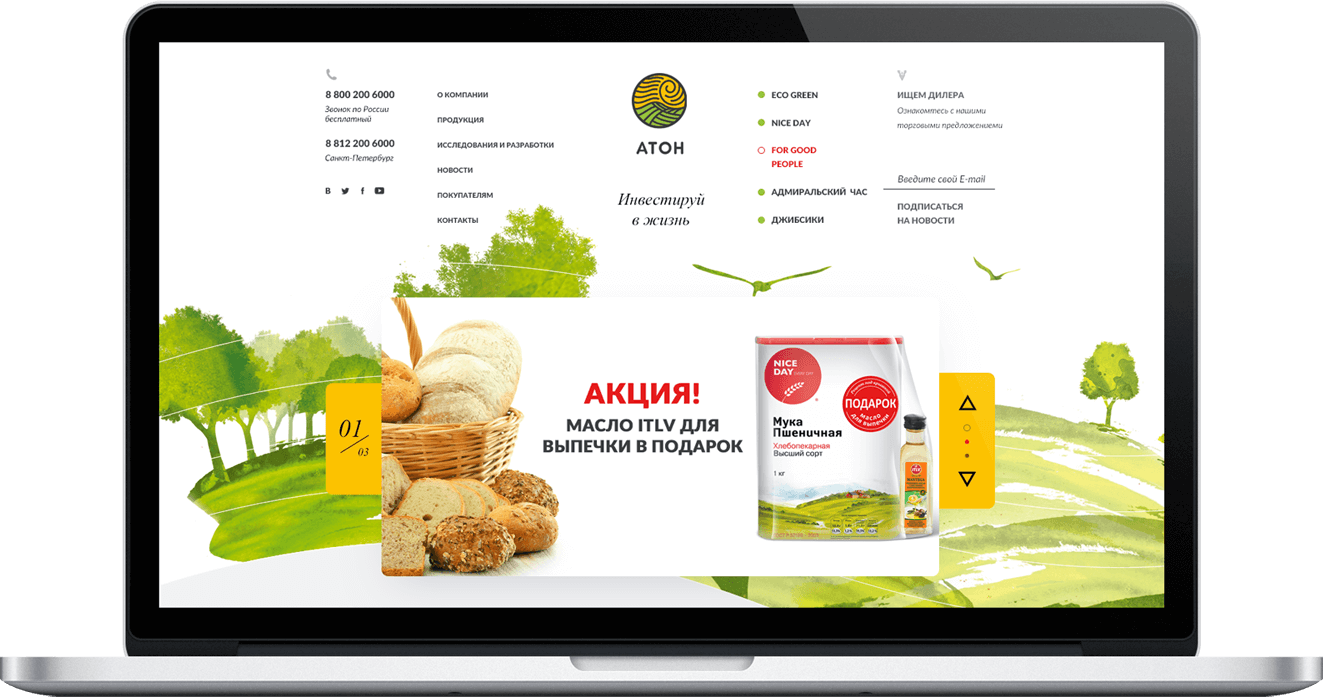 8 800 200 6000
Звонок по России
бесплатный
8 812 200 6000
Санкт-Петербург
О КОМПАНИИ
ПРОДУКЦИЯ
ИССЛЕДОВАНИЯ И РАЗРАБОТКИ
НОВОСТИ
ПОКУПАТЕЛЯМ
КОНТАКТЫ
АТОН
Инвестируй
в жизнь
ECO GREEN
NICE DAY
FOR GOOD
PEOPLE
АДМИРАЛЬСКИЙ ЧАС
ДЖИБСИКИ
ИЩЕМ ДИЛЕРА
Ознакомтесь с нашими
торговыми предложениеми
Введите свой E-mail
ПОДПИСАТЬСЯ
НА НОВОСТИ
01
03
АКЦИЯ!
МАСЛО ITLV ДЛЯ
ВЫПЕЧКИ В ПОДАРОК
NICE
DAY
ПОДАРОК
масло
для выпечки
Мука
Пшеничная
Хлебопекарная
Высший сорт
1 кг